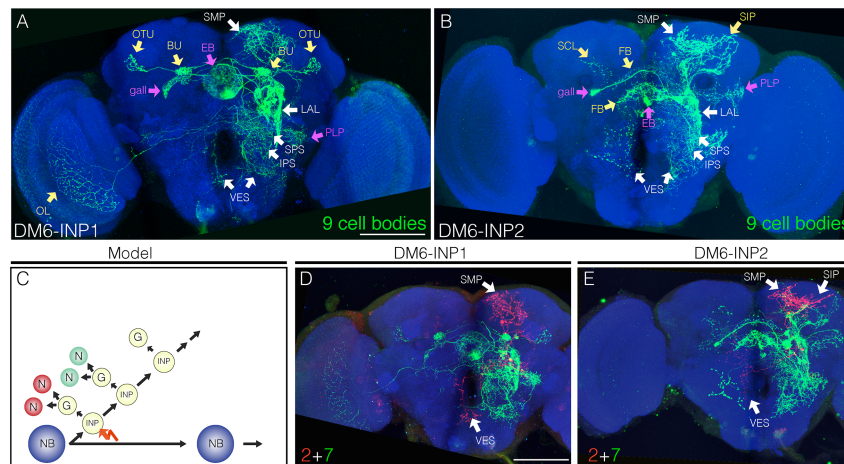 A
SMP
OTU
BU
EB
BU
OTU
gall
LAL
PLP
SPS
IPS
VES
OL
DM6-INP1
9 cell bodies
B
SMP
SIP
SCL
FB
gall
PLP
FB
EB
LAL
SPS
IPS
VES
DM6-INP2
9 cell bodies
Model
DM6-INP1
DM6-INP2
C
G
INP
N
N
G
INP
N
N
G
INP
NB
NB
D
SMP
VES
2+7
E
SMP
SIP
VES
2+7